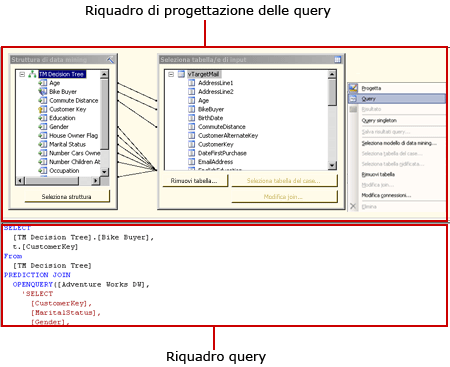 Riquadro di progettazione delle query
Struttura di data mining
TM Decision Tree
Age
Bike Buyer
Commute Distance
Customer Key
Education
Gender
House Owner Flag
Marital Status
Number Cars Owned
Number Children At
Occupation
Seleziona struttura
Seleziona tabella/e di input
vTargetMail
AddressLine1
AddressLine2
Age
BikeBuyer
BirthDate
CommuteDistance
CustomerAlternateKey
CustomerKey
DateFirstPurchase
EmailAddress
EnglishEducation
Rimuovi tabella...
Seleziona tabella del case...
Modifica join...
Progetta
Query
Risultato
Query singleton
Salva risultati query...
Seleziona modello di data mining...
Seleziona tabella del case...
Seleziona tabella nidificata...
Rimuovi tabella
Modifica join...
Modifica connessioni...
Elimina
SELECT
[TM Decision Tree].[Bike Buyer],
t.[CustomerKey]
From
[TM Decision Tree]
PREDICTION JOIN
OPENQUERY([Adventure Works DW],
'SELECT
[CustomerKey],
[MaritalStatus],
[Gender],
Riquadro query